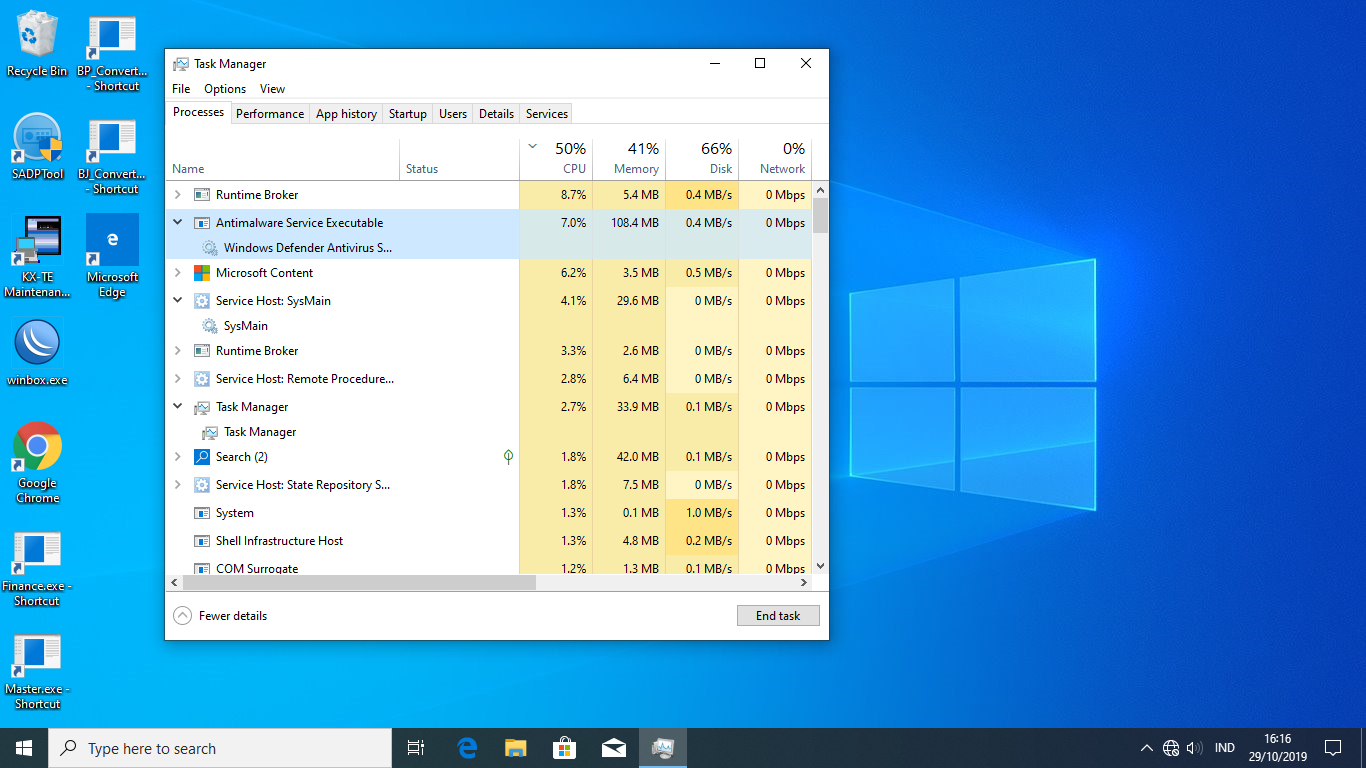 Recycle Bin
BP_Convert...
- Shortcut
SADPTool
BJ_Convert...
- Shortcut
KX-TE
Maintenan...
Microsoft
Edge
winbox.exe
Google
Chrome
Finance.exe -
Shortcut
Master.exe -
Shortcut
Task Manager
File Options View
Processes Performance App history Startup Users Details Services
50% 41% 66% 0%
Name Status CPU Memory Disk Network
Runtime Broker 8.7% 5.4 MB 0.4 MB/s 0 Mbps
Antimalware Service Executable 7.0% 108.4 MB 0.4 MB/s 0 Mbps
Windows Defender Antivirus S...
Microsoft Content 6.2% 3.5 MB 0.5 MB/s 0 Mbps
Service Host: SysMain 4.1% 29.6 MB 0 MB/s 0 Mbps
SysMain
Runtime Broker 3.3% 2.6 MB 0 MB/s 0 Mbps
Service Host: Remote Procedure... 2.8% 6.4 MB 0 MB/s 0 Mbps
Task Manager 2.7% 33.9 MB 0.1 MB/s 0 Mbps
Task Manager
Search (2) 1.8% 42.0 MB 0.1 MB/s 0 Mbps
Service Host: State Repository S... 1.8% 7.5 MB 0 MB/s 0 Mbps
System 1.3% 0.1 MB 1.0 MB/s 0 Mbps
Shell Infrastructure Host 1.3% 4.8 MB 0.2 MB/s 0 Mbps
COM Surrogate 1.2% 1.3 MB 0.1 MB/s 0 Mbps
Fewer details End task
Type here to search
IND
16:16
29/10/2019